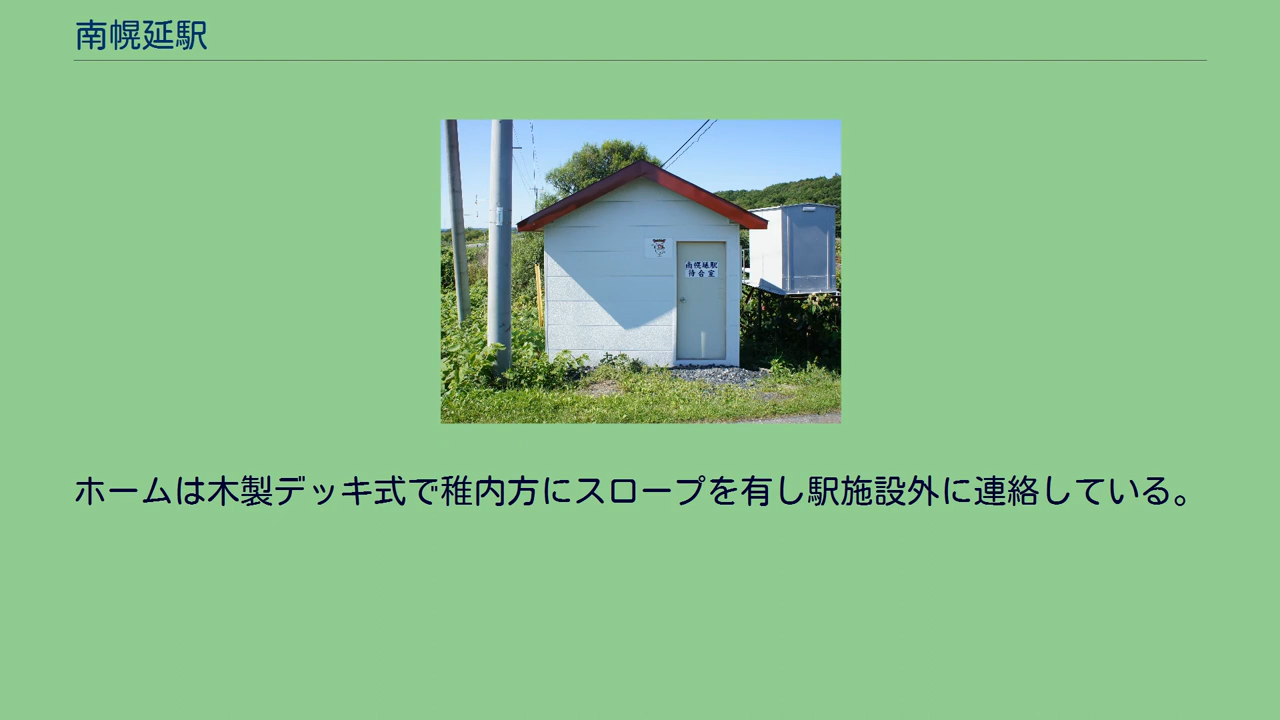 南幌延駅
南幌延駅
待合室
ホームは木製デッキ式で稚内方にスロープを有し駅施設外に連絡している。